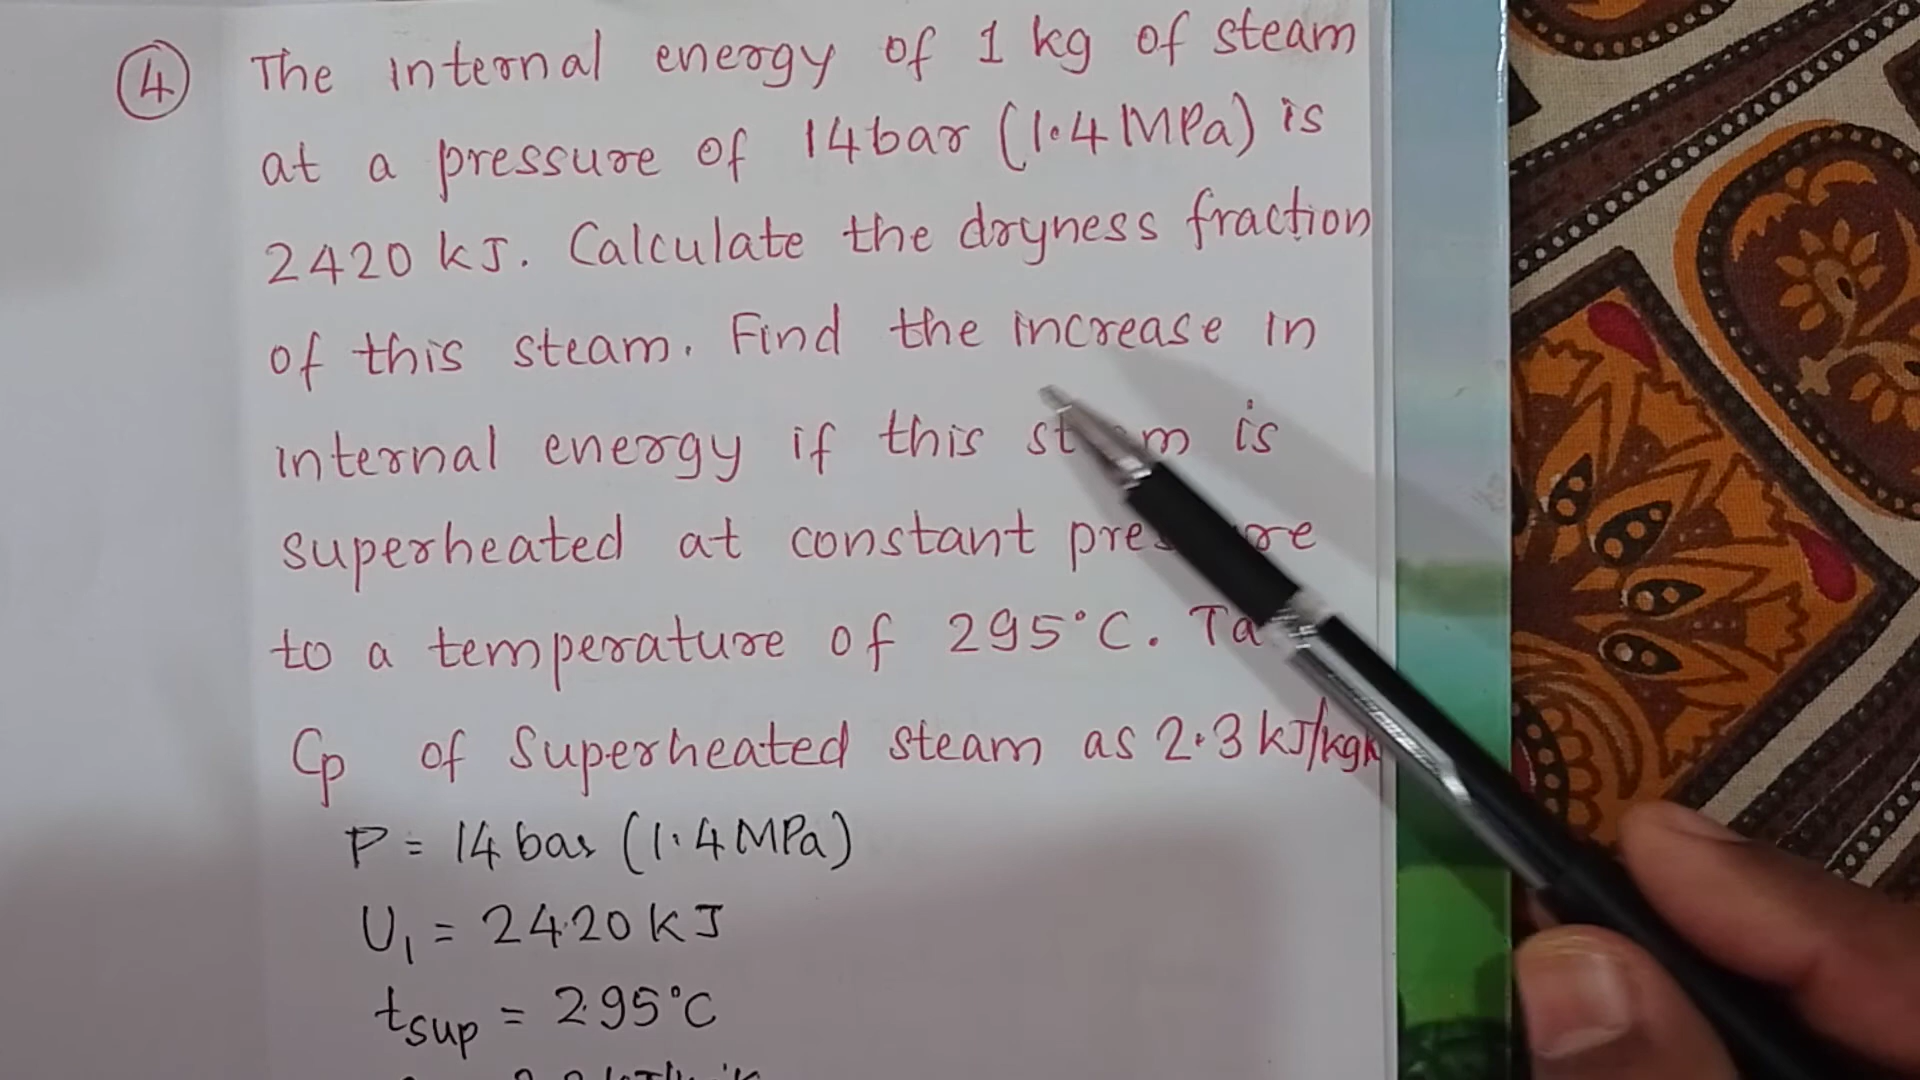 4 The internal energy of 1 kg of steam
at a pressure of 14bar (1.4 MPa) is
2420 kJ. Calculate the dryness fraction
of this steam. Find the increase in
internal energy if this is
superheated at constant
to a temperature of 295°C.
Cp of Superheated steam as 2.3 kJ/kgk
P = 14 bar (1.4 MPa)
U1 = 2420 kJ
tsup = 295°C